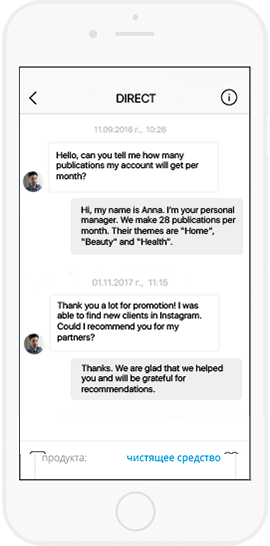 DIRECT
11.09.2016 г., 10:26
Hello, can you tell me how many
publications my account will get per
month?
Hi, my name is Anna. I'm your personal
manager. We make 28 publications per
month. Their themes are "Home",
"Beauty" and "Health".
01.11.2017 г., 11:15
Thank you a lot for promotion! I was
able to find new clients in Instagram.
Could I recommend you for my
partners?
Thanks. We are glad that we helped
you and will be grateful for
recommendations.
продукта: чистящее средство